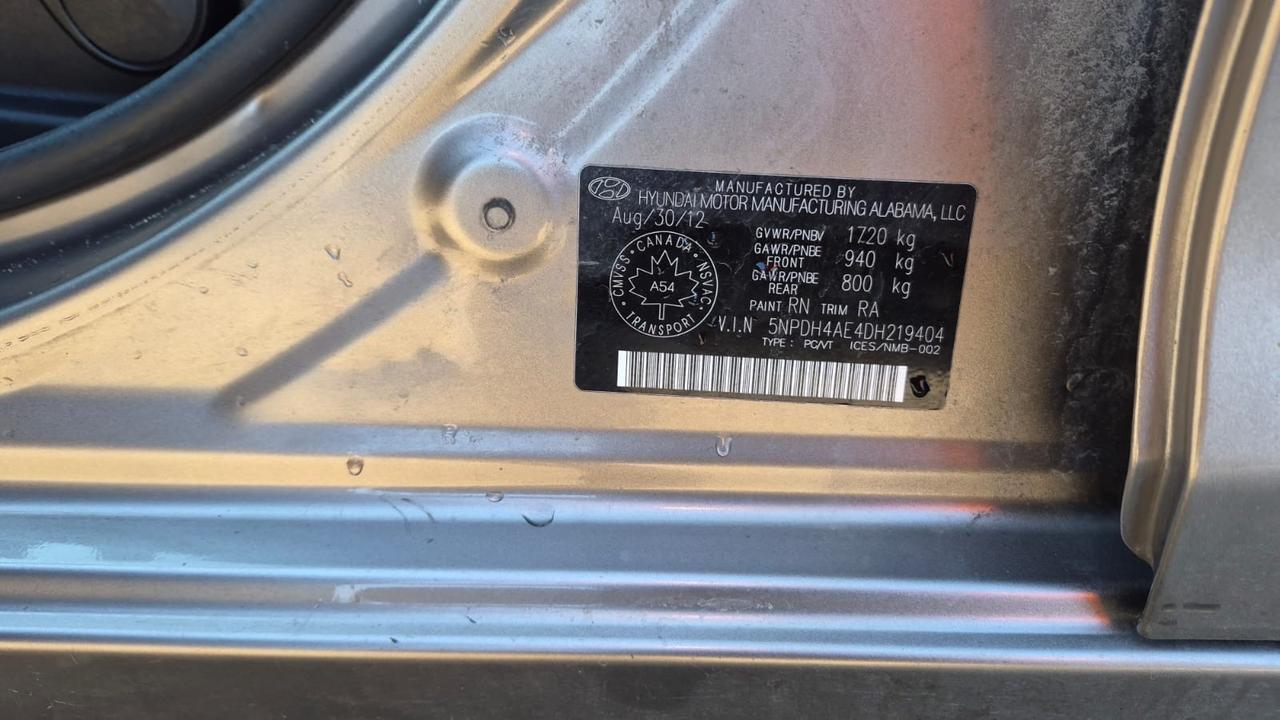 MANUFACTURED BY
HYUNDAI MOTOR MANUFACTURING ALABAMA, LLC
Aug/30/12
GVWR/PNBV 1720 kg
GAWR/PNBE FRONT 940 kg
GAWR/PNBE REAR 800 kg
CANADA · NSVAC · TRANSPORT · CMVSS
A54
PAINT RN TRIM RA
V.I.N 5NPDH4AE4DH219404
TYPE: PC/VT ICES/NMB-002